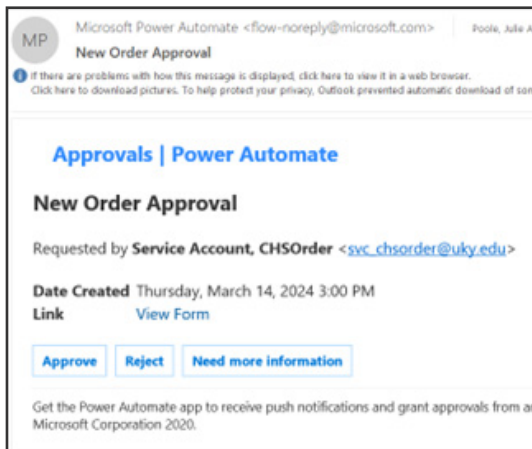 MP
Microsoft Power Automate <flow-noreply@microsoft.com>
Poole, Julie A
New Order Approval
If there are problems with how this message is displayed, click here to view it in a web browser.
Click here to download pictures. To help protect your privacy, Outlook prevented automatic download of
Approvals | Power Automate
New Order Approval
Requested by Service Account, CHSOrder <svc_chsorder@uky.edu>
Date Created Thursday, March 14, 2024 3:00 PM
Link View Form
Approve Reject Need more information
Get the Power Automate app to receive push notifications and grant approvals from
Microsoft Corporation 2020.